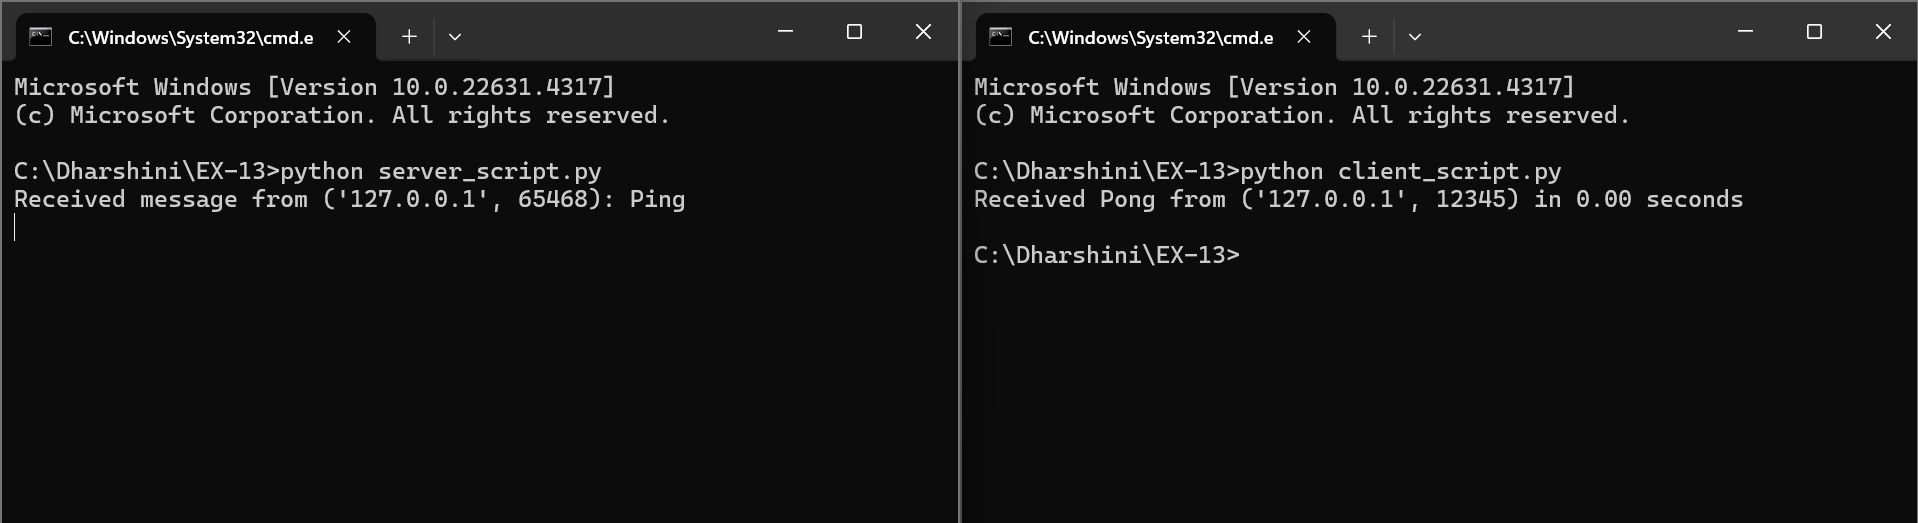 C:\Windows\System32\cmd.e
Microsoft Windows [Version 10.0.22631.4317]
(c) Microsoft Corporation. All rights reserved.
C:\Dharshini\EX-13>python server_script.py
Received message from ('127.0.0.1', 65468): Ping
C:\Windows\System32\cmd.e
Microsoft Windows [Version 10.0.22631.4317]
(c) Microsoft Corporation. All rights reserved.
C:\Dharshini\EX-13>python client_script.py
Received Pong from ('127.0.0.1', 12345) in 0.00 seconds
C:\Dharshini\EX-13>